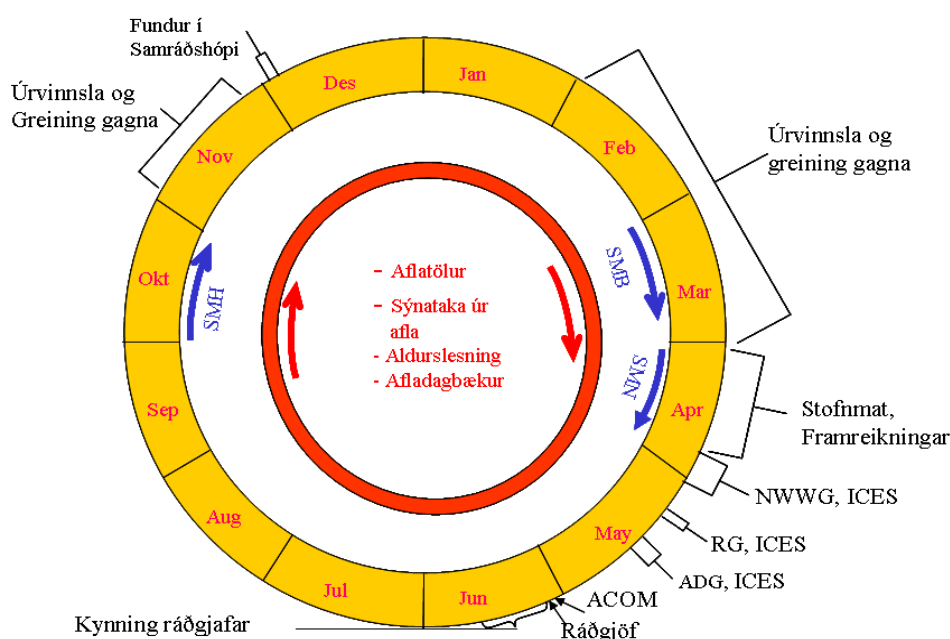 Fundur í
Samráðshópi
Úrvinnsla og
Greining gagna
Des
Jan
Nov
Feb
Úrvinnsla og
greining gagna
Okt
SMH
SMB
Mar
- Aflatölur
- Sýnataka úr
afla
- Aldurslesning
- Afladagbækur
SMN
Sep
Apr
Stofnmat,
Framreikningar
NWWG, ICES
Aug
May
RG, ICES
ADG, ICES
Jul
Jun
ACOM
Ráðgjöf
Kynning ráðgjafar